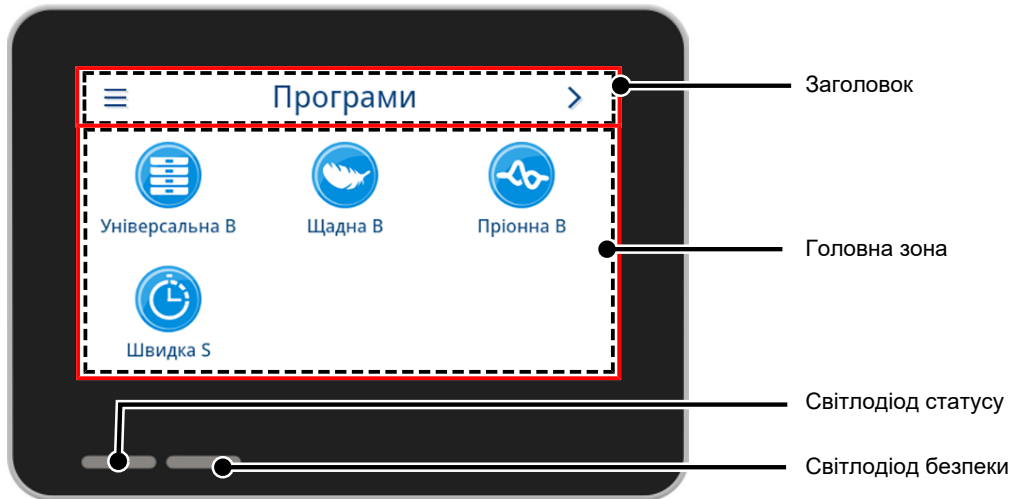 Програми
Заголовок
Універсальна B
Щадна B
Пріонна B
Головна зона
Швидка S
Світлодіод статусу
Світлодіод безпеки